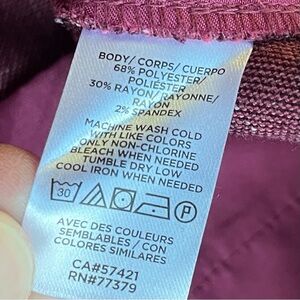 BODY/ CORPS/ CUERPO
68% POLYESTER/
POLIÉSTER
30% RAYON/ RAYONNE/
RAYON
2% SPANDEX
MACHINE WASH COLD
WITH LIKE COLORS
ONLY NON-CHLORINE
BLEACH WHEN NEEDED
TUMBLE DRY LOW
COOL IRON WHEN NEEDED
30 P
AVEC DES COULEURS
SEMBLABLES / CON
COLORES SIMILARES
CA#57421
RN#77379